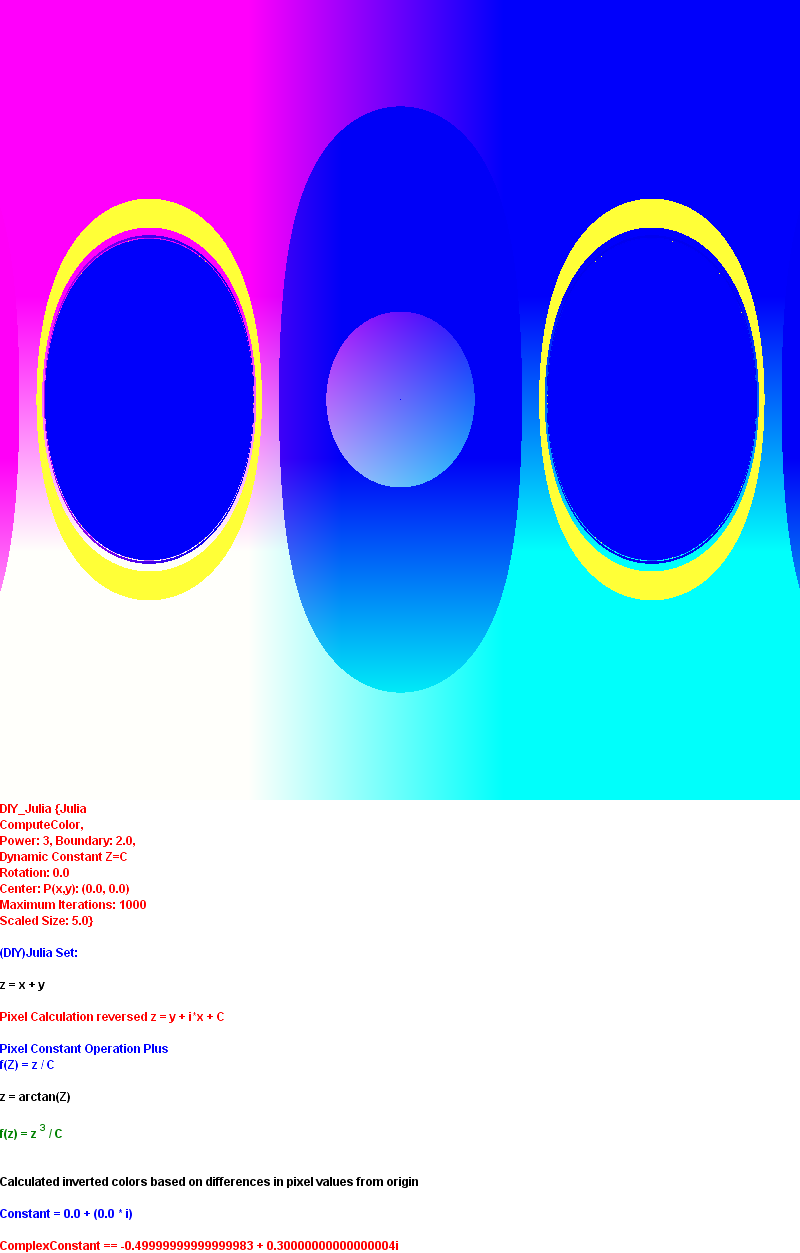 DIY_Julia {Julia
ComputeColor,
Power: 3, Boundary: 2.0,
Dynamic Constant Z=C
Rotation: 0.0
Center: P(x,y): (0.0, 0.0)
Maximum Iterations: 1000
Scaled Size: 5.0}
(DIY)Julia Set:
z = x + y
Pixel Calculation reversed z = y + i*x + C
Pixel Constant Operation Plus
f(Z) = z / C
z = arctan(Z)
f(z) = z ³ / C
Calculated inverted colors based on differences in pixel values from origin
Constant = 0.0 + (0.0 * i)
ComplexConstant == -0.49999999999999983 + 0.30000000000000004i